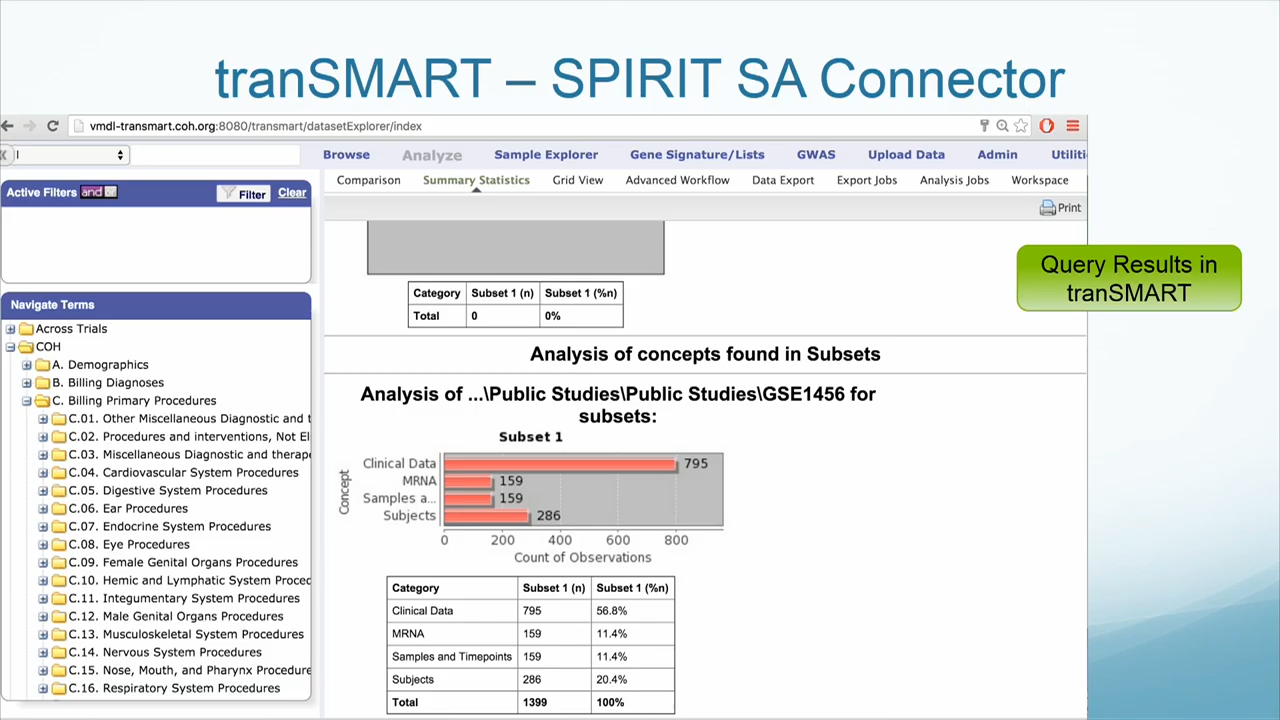 tranSMART – SPIRIT SA Connector
vmdl-transmart.coh.org:8080/transmart/datasetExplorer/index
Browse Analyze Sample Explorer Gene Signature/Lists GWAS Upload Data Admin Utiliti
Active Filters and Filter Clear
Comparison Summary Statistics Grid View Advanced Workflow Data Export Export Jobs Analysis Jobs Workspace
Print
Query Results in
tranSMART
Category Subset 1 (n) Subset 1 (%n)
Total 0 0%
Navigate Terms
Across Trials
COH
A. Demographics
B. Billing Diagnoses
C. Billing Primary Procedures
C.01. Other Miscellaneous Diagnostic and t
C.02. Procedures and interventions, Not El
C.03. Miscellaneous Diagnostic and therape
C.04. Cardiovascular System Procedures
C.05. Digestive System Procedures
C.06. Ear Procedures
C.07. Endocrine System Procedures
C.08. Eye Procedures
C.09. Female Genital Organs Procedures
C.10. Hemic and Lymphatic System Proced
C.11. Integumentary System Procedures
C.12. Male Genital Organs Procedures
C.13. Musculoskeletal System Procedures
C.14. Nervous System Procedures
C.15. Nose, Mouth, and Pharynx Procedure
C.16. Respiratory System Procedures
Analysis of concepts found in Subsets
Analysis of ...\Public Studies\Public Studies\GSE1456 for
subsets:
Subset 1
Concept
Clinical Data 795
MRNA 159
Samples a... 159
Subjects 286
0 200 400 600 800
Count of Observations
Category Subset 1 (n) Subset 1 (%n)
Clinical Data 795 56.8%
MRNA 159 11.4%
Samples and Timepoints 159 11.4%
Subjects 286 20.4%
Total 1399 100%